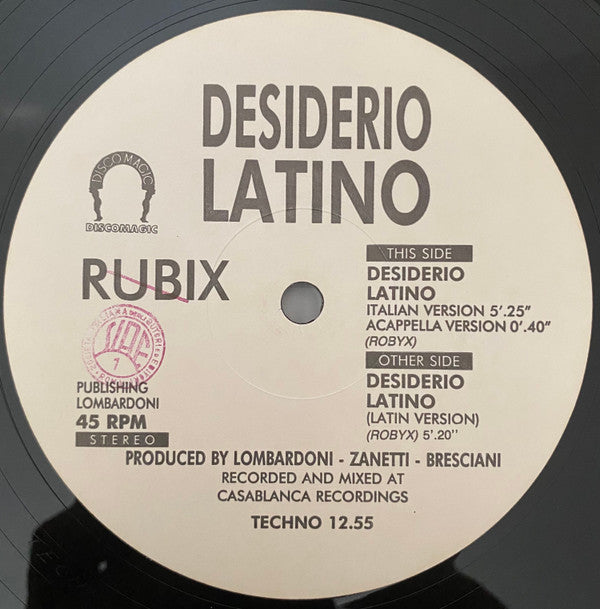 DESIDERIO
LATINO
DISCOMAGIC
DISCOMAGIC
RUBIX
THIS SIDE
DESIDERIO
LATINO
ITALIAN VERSION 5'.25"
ACAPPELLA VERSION 0'.40"
(ROBYX)
OTHER SIDE
DESIDERIO
LATINO
(LATIN VERSION)
(ROBYX) 5'.20"
SIAE
7
PUBLISHING
LOMBARDONI
45 RPM
STEREO
PRODUCED BY LOMBARDONI - ZANETTI - BRESCIANI
RECORDED AND MIXED AT
CASABLANCA RECORDINGS
TECHNO 12.55